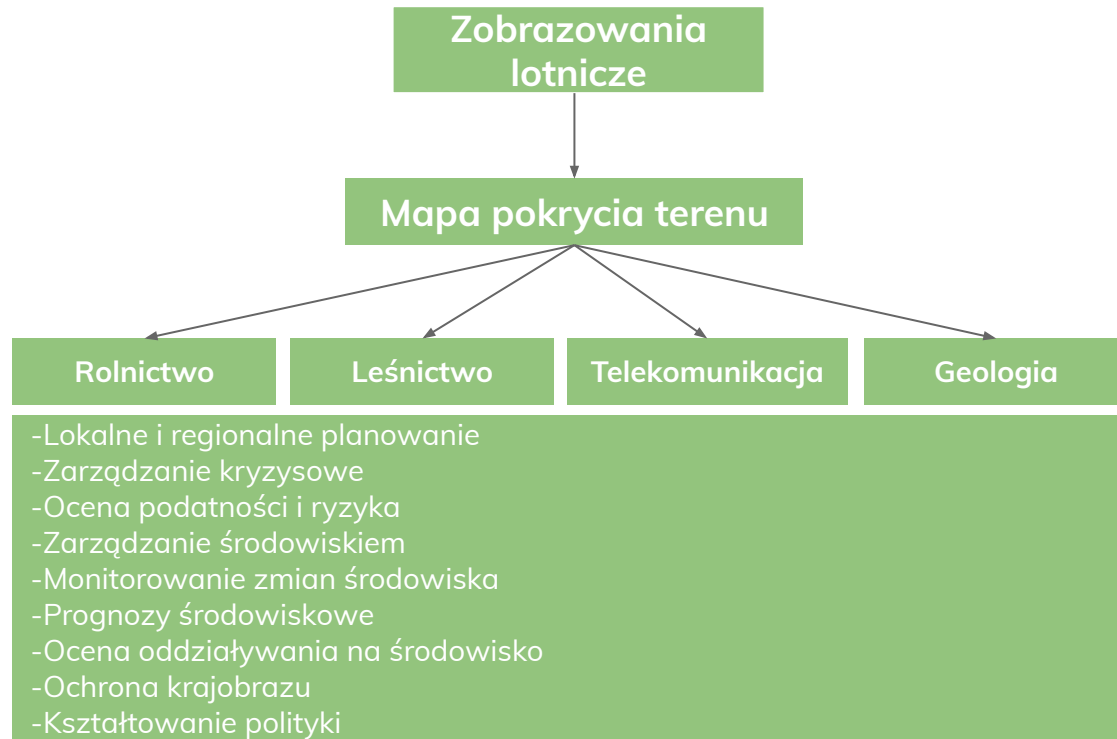 Zobrazowania
lotnicze
Mapa pokrycia terenu
Rolnictwo
Leśnictwo
Telekomunikacja
Geologia
-Lokalne i regionalne planowanie
-Zarządzanie kryzysowe
-Ocena podatności i ryzyka
-Zarządzanie środowiskiem
-Monitorowanie zmian środowiska
-Prognozy środowiskowe
-Ocena oddziaływania na środowisko
-Ochrona krajobrazu
-Kształtowanie polityki